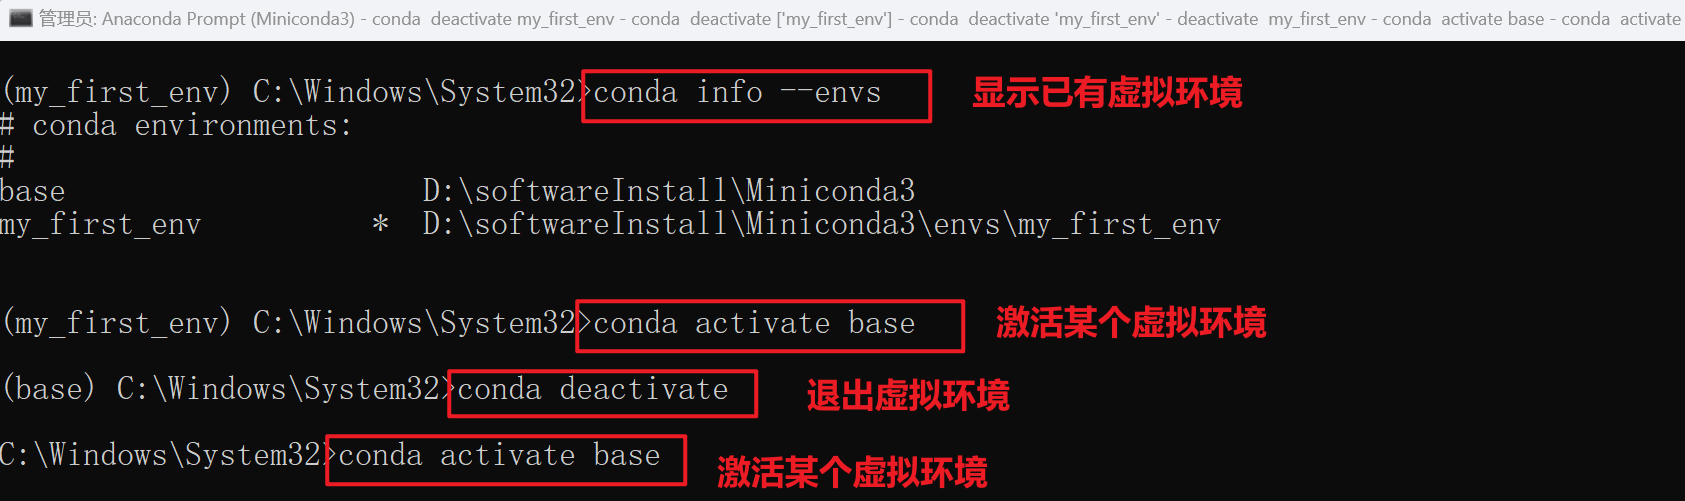 管理员: Anaconda Prompt (Miniconda3) - conda  deactivate my_first_env - conda  deactivate ['my_first_env'] - conda  deactivate 'my_first_env' - deactivate  my_first_env - conda  activate base - conda  activate
(my_first_env) C:\Windows\System32>conda info --envs 显示已有虚拟环境
# conda environments:
#
base                     D:\softwareInstall\Miniconda3
my_first_env          *  D:\softwareInstall\Miniconda3\envs\my_first_env
(my_first_env) C:\Windows\System32>conda activate base 激活某个虚拟环境
(base) C:\Windows\System32>conda deactivate 退出虚拟环境
C:\Windows\System32>conda activate base 激活某个虚拟环境